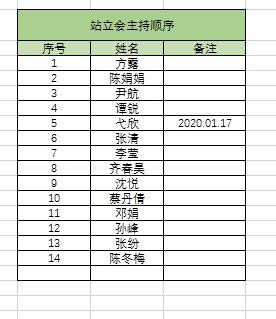 站立会主持顺序
序号 姓名 备注
1 方露
2 陈娟娟
3 尹航
4 谭锐
5 弋欣 2020.01.17
6 张清
7 李莹
8 齐春昊
9 沈悦
10 蔡丹倩
11 邓娟
12 孙峰
13 张纷
14 陈冬梅